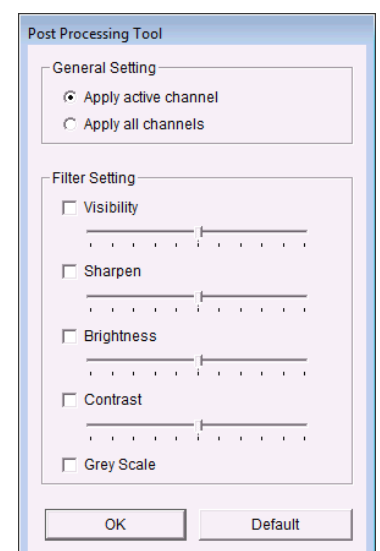 Post Processing Tool
General Setting
Apply active channel
Apply all channels
Filter Setting
Visibility
Sharpen
Brightness
Contrast
Grey Scale
OK Default